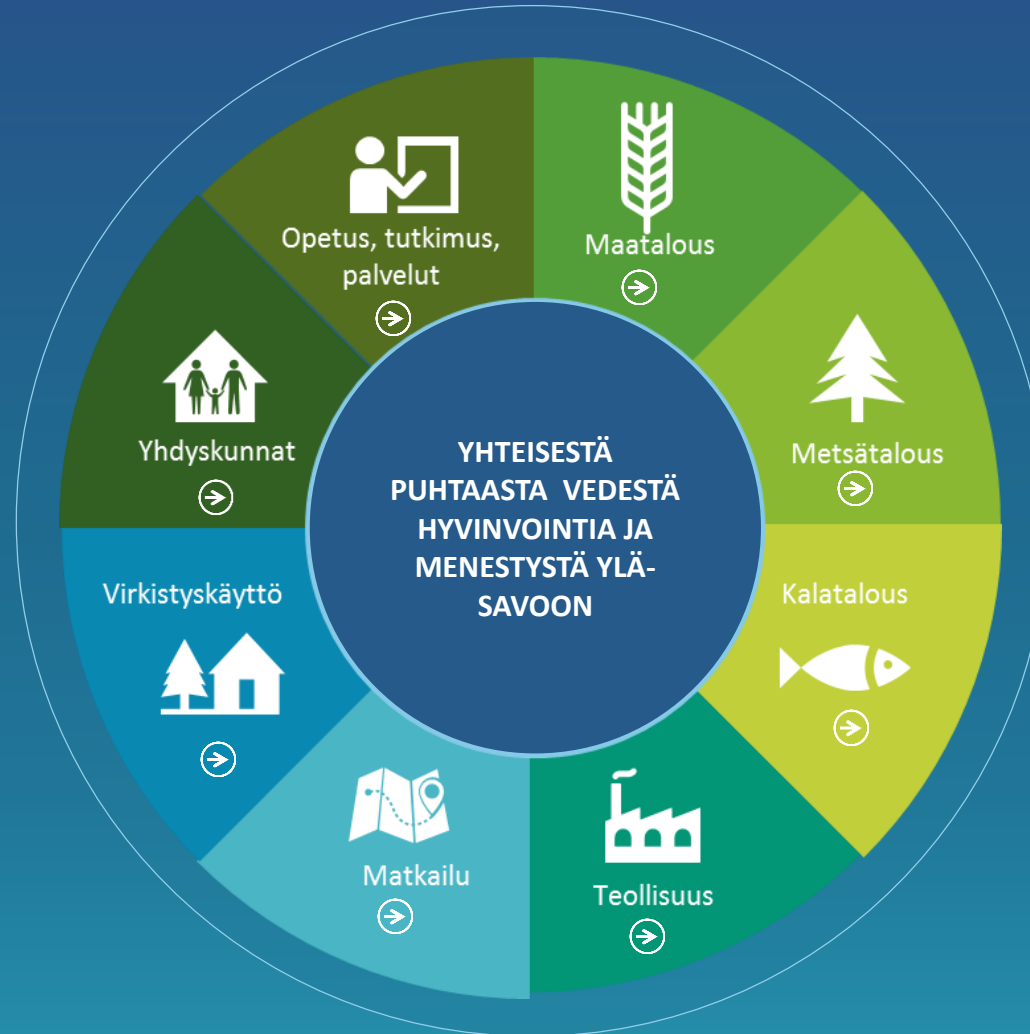 Opetus, tutkimus,
palvelut
Maatalous
Metsätalous
Kalatalous
Teollisuus
Matkailu
Virkistyskäyttö
Yhdyskunnat
YHTEISESTÄ
PUHTAASTA VEDESTÄ
HYVINVOINTIA JA
MENESTYSTÄ YLÄ-
SAVOON